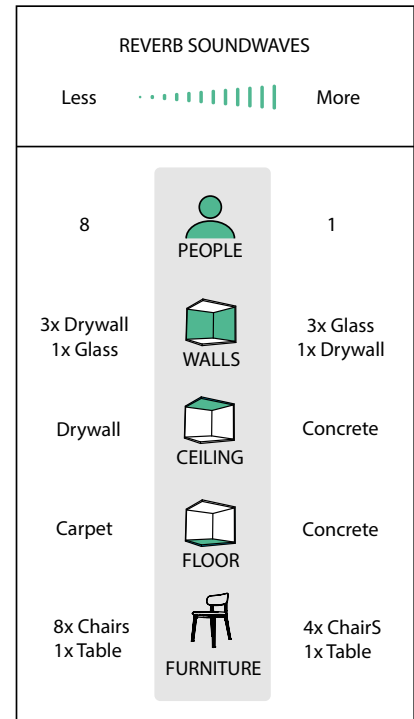 REVERB SOUNDWAVES
Less More
8 1
PEOPLE
3x Drywall 3x Glass
1x Glass 1x Drywall
WALLS
Drywall Concrete
CEILING
Carpet Concrete
FLOOR
8x Chairs 4x ChairS
1x Table 1x Table
FURNITURE